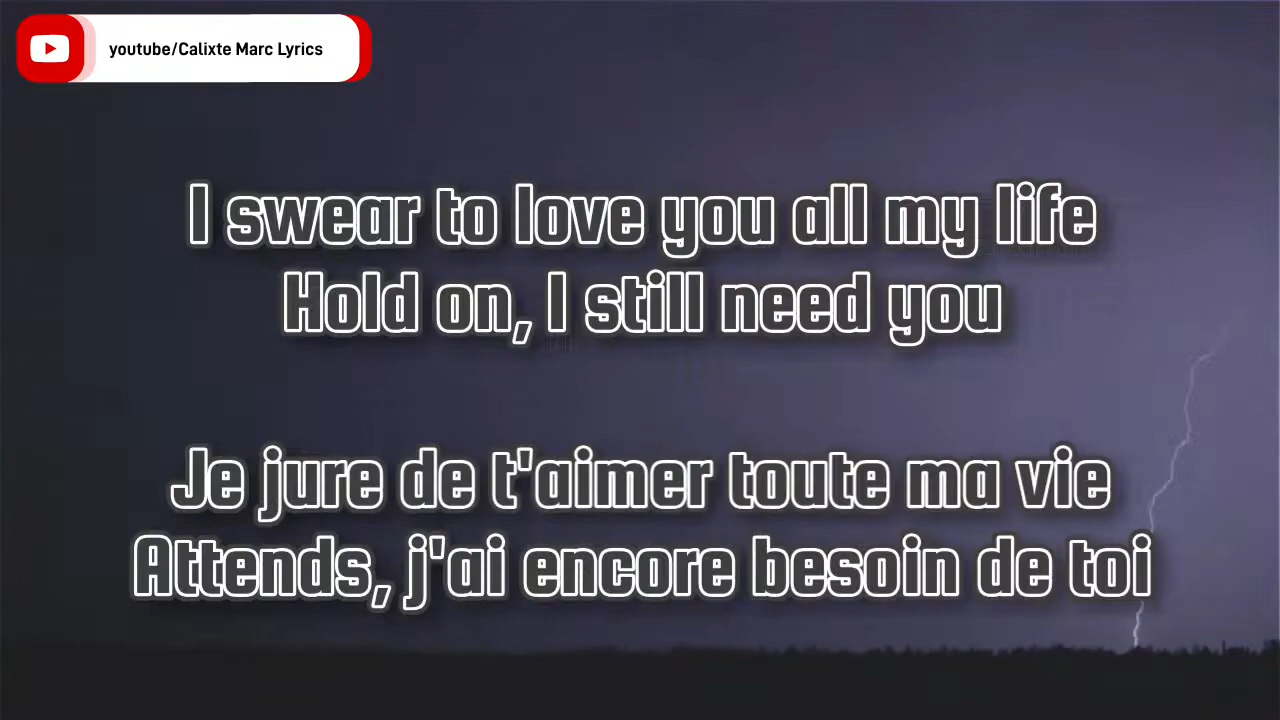 youtube/Calixte Marc Lyrics
I swear to love you all my life
Hold on, I still need you
Je jure de t'aimer toute ma vie
Attends, j'ai encore besoin de toi